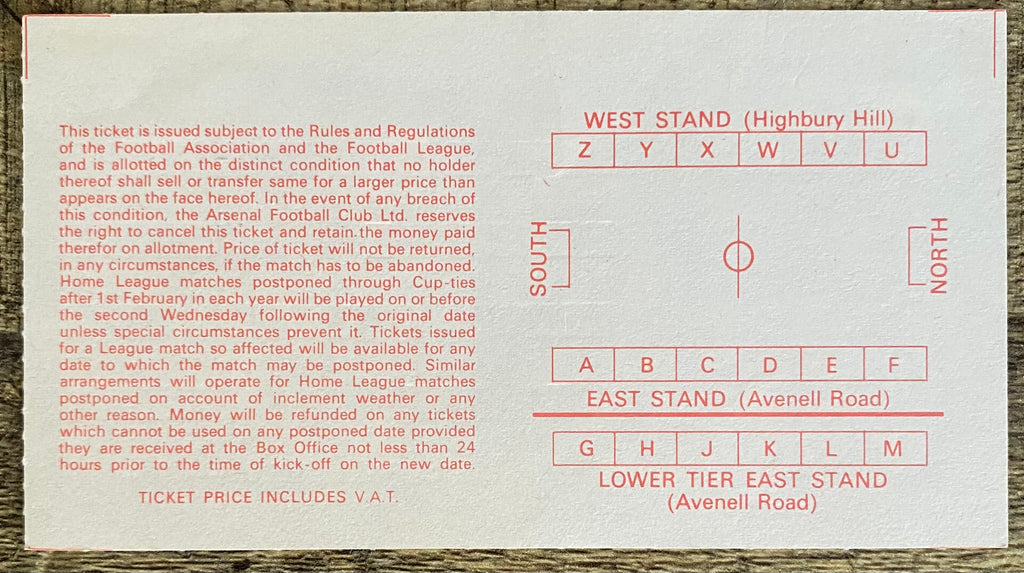 This ticket is issued subject to the Rules and Regulations
of the Football Association and the Football League,
and is allotted on the distinct condition that no holder
thereof shall sell or transfer same for a larger price than
appears on the face hereof. In the event of any breach of
this condition, the Arsenal Football Club Ltd. reserves
the right to cancel this ticket and retain the money paid
therefor on allotment. Price of ticket will not be returned,
in any circumstances, if the match has to be abandoned.
Home League matches postponed through Cup-ties
after 1st February in each year will be played on or before
the second Wednesday following the original date
unless special circumstances prevent it. Tickets issued
for a League match so affected will be available for any
date to which the match may be postponed. Similar
arrangements will operate for Home League matches
postponed on account of inclement weather or any
other reason. Money will be refunded on any tickets
which cannot be used on any postponed date provided
they are received at the Box Office not less than 24
hours prior to the time of kick-off on the new date.
TICKET PRICE INCLUDES V.A.T.
WEST STAND (Highbury Hill)
Z Y X W V U
SOUTH
NORTH
A B C D E F
EAST STAND (Avenell Road)
G H J K L M
LOWER TIER EAST STAND
(Avenell Road)